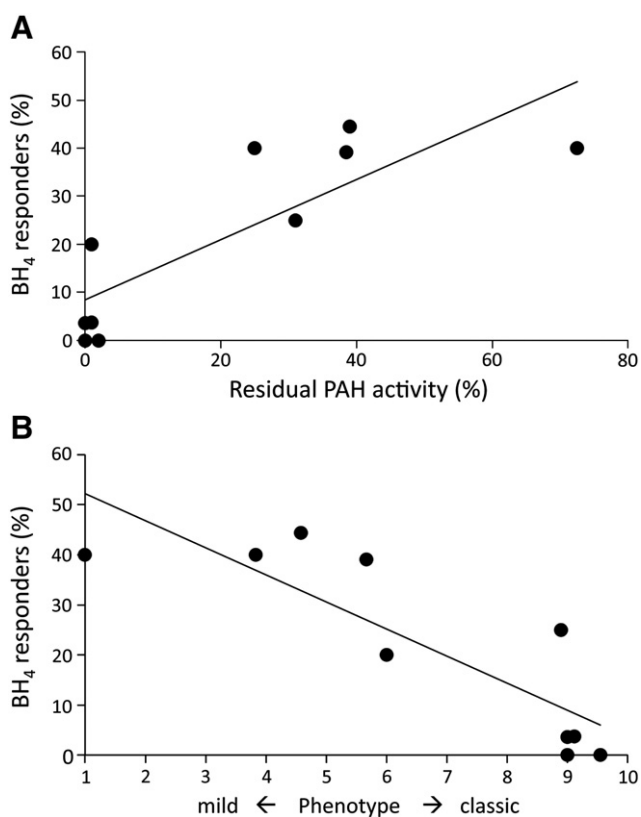 A
60
50
40
30
20
10
0
BH4 responders (%)
0 20 40 60 80
Residual PAH activity (%)
B
60
50
40
30
20
10
0
BH4 responders (%)
1 2 3 4 5 6 7 8 9 10
mild ← Phenotype → classic